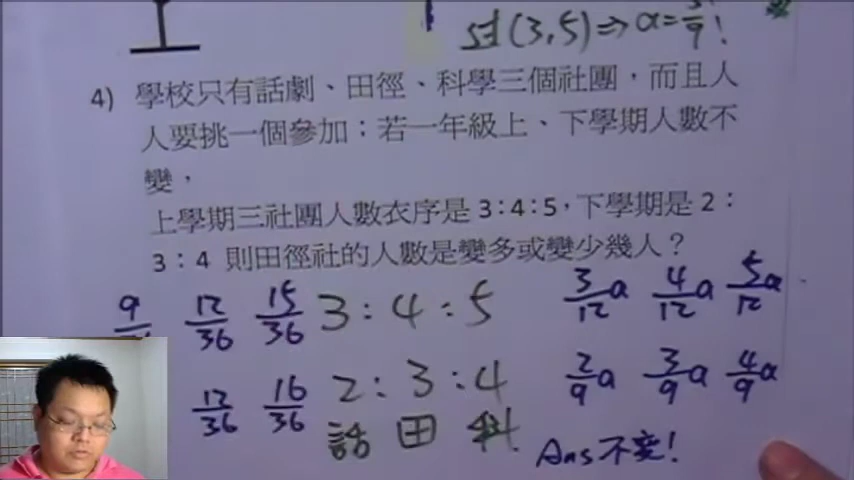 封(3,5)⇒a=5/9!
4) 學校只有話劇、田徑、科學三個社團，而且人
人要挑一個參加；若一年級上、下學期人數不
變，
上學期三社團人數衣序是 3：4：5，下學期是 2：
3：4 則田徑社的人數是變多或變少幾人？
9 12/36 15/36 3:4:5 3/12a 4/12a 5/12a
12/36 16/36 2:3:4 2/9a 3/9a 4/9a
話 田 科 Ans不变!